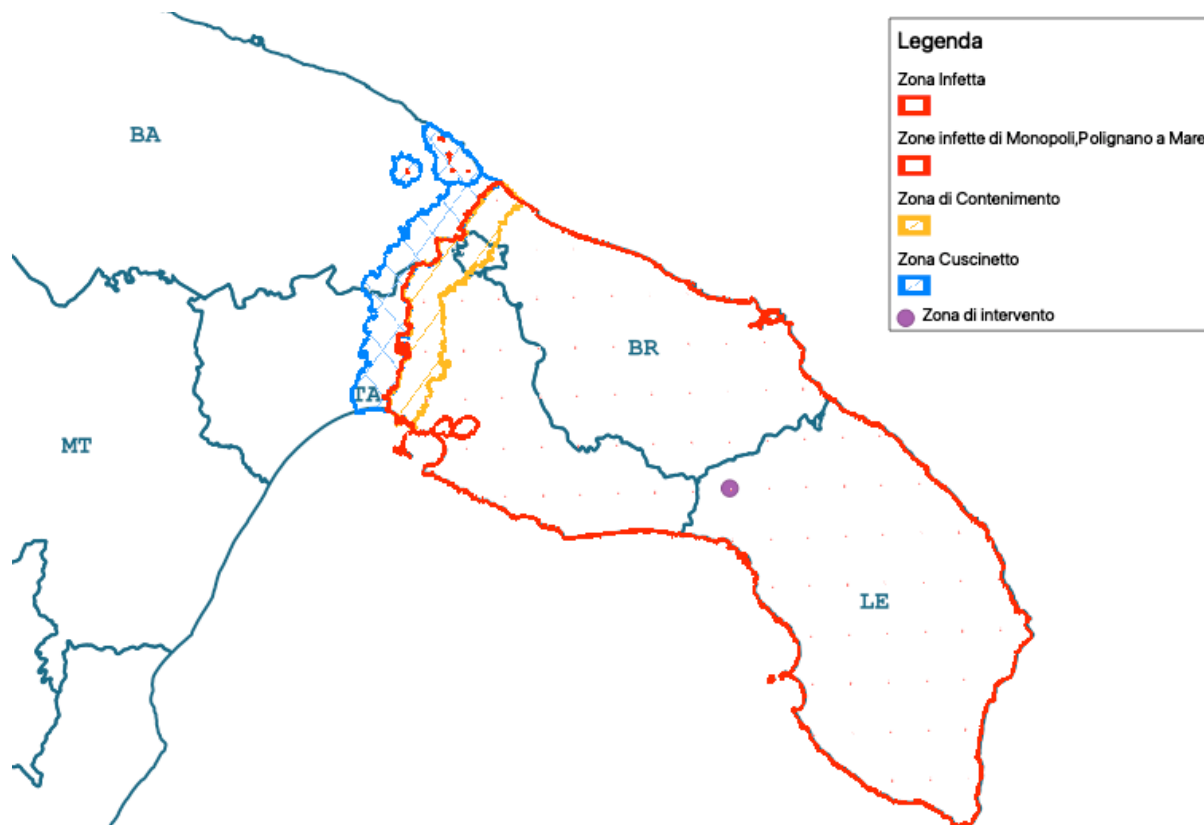 Legenda
Zona Infetta
Zone infette di Monopoli,Polignano a Mare
Zona di Contenimento
Zona Cuscinetto
Zona di intervento
BA
BR
TA
MT
LE